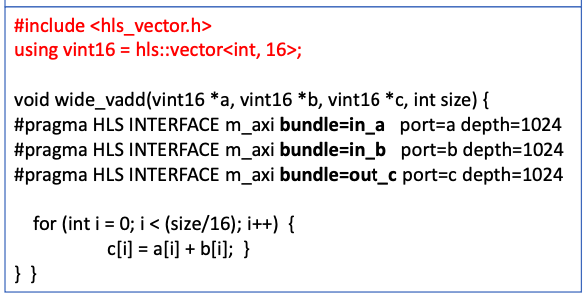 #include <hls_vector.h>
using vint16 = hls::vector<int, 16>;
void wide_vadd(vint16 *a, vint16 *b, vint16 *c, int size) {
#pragma HLS INTERFACE m_axi bundle=in_a port=a depth=1024
#pragma HLS INTERFACE m_axi bundle=in_b port=b depth=1024
#pragma HLS INTERFACE m_axi bundle=out_c port=c depth=1024
for (int i = 0; i < (size/16); i++) {
c[i] = a[i] + b[i]; }
} }